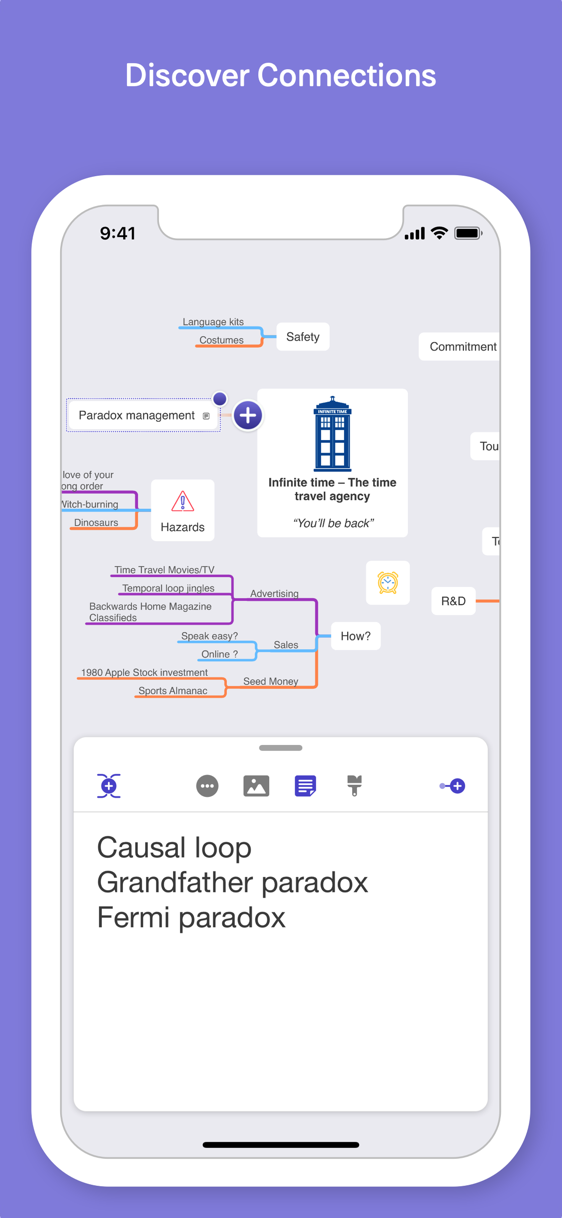 Discover Connections
9:41
Language kits
Costumes
Safety
Commitment
Paradox management
INFINITE TIME
Infinite time – The time
travel agency
“You’ll be back”
Tou
love of your
ong order
Witch-burning
Dinosaurs
Hazards
Time Travel Movies/TV
Temporal loop jingles
Backwards Home Magazine
Classifieds
Advertising
R&D
Speak easy?
Online ?
Sales
How?
1980 Apple Stock investment
Sports Almanac
Seed Money
Causal loop
Grandfather paradox
Fermi paradox